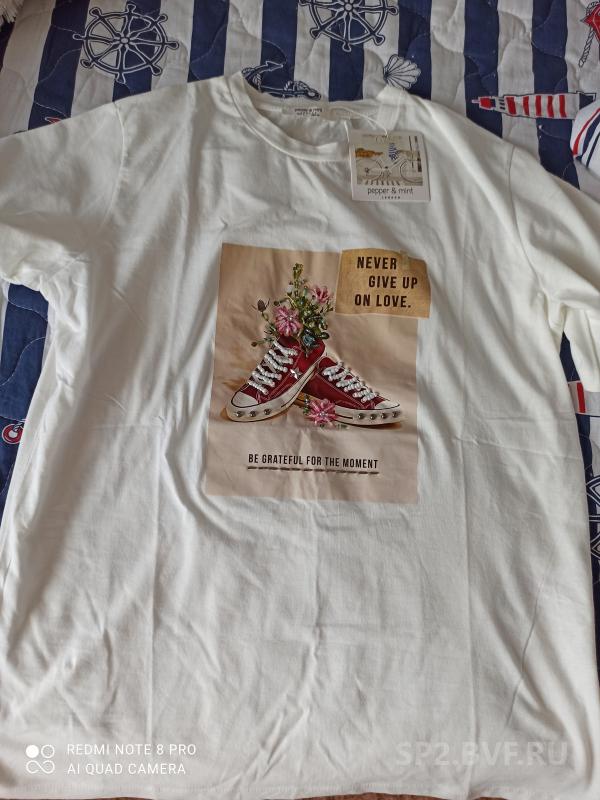 pepper & mint
LONDON
NEVER
GIVE UP
ON LOVE.
BE GRATEFUL FOR THE MOMENT
REDMI NOTE 8 PRO
AI QUAD CAMERA
SP2.BVF.RU